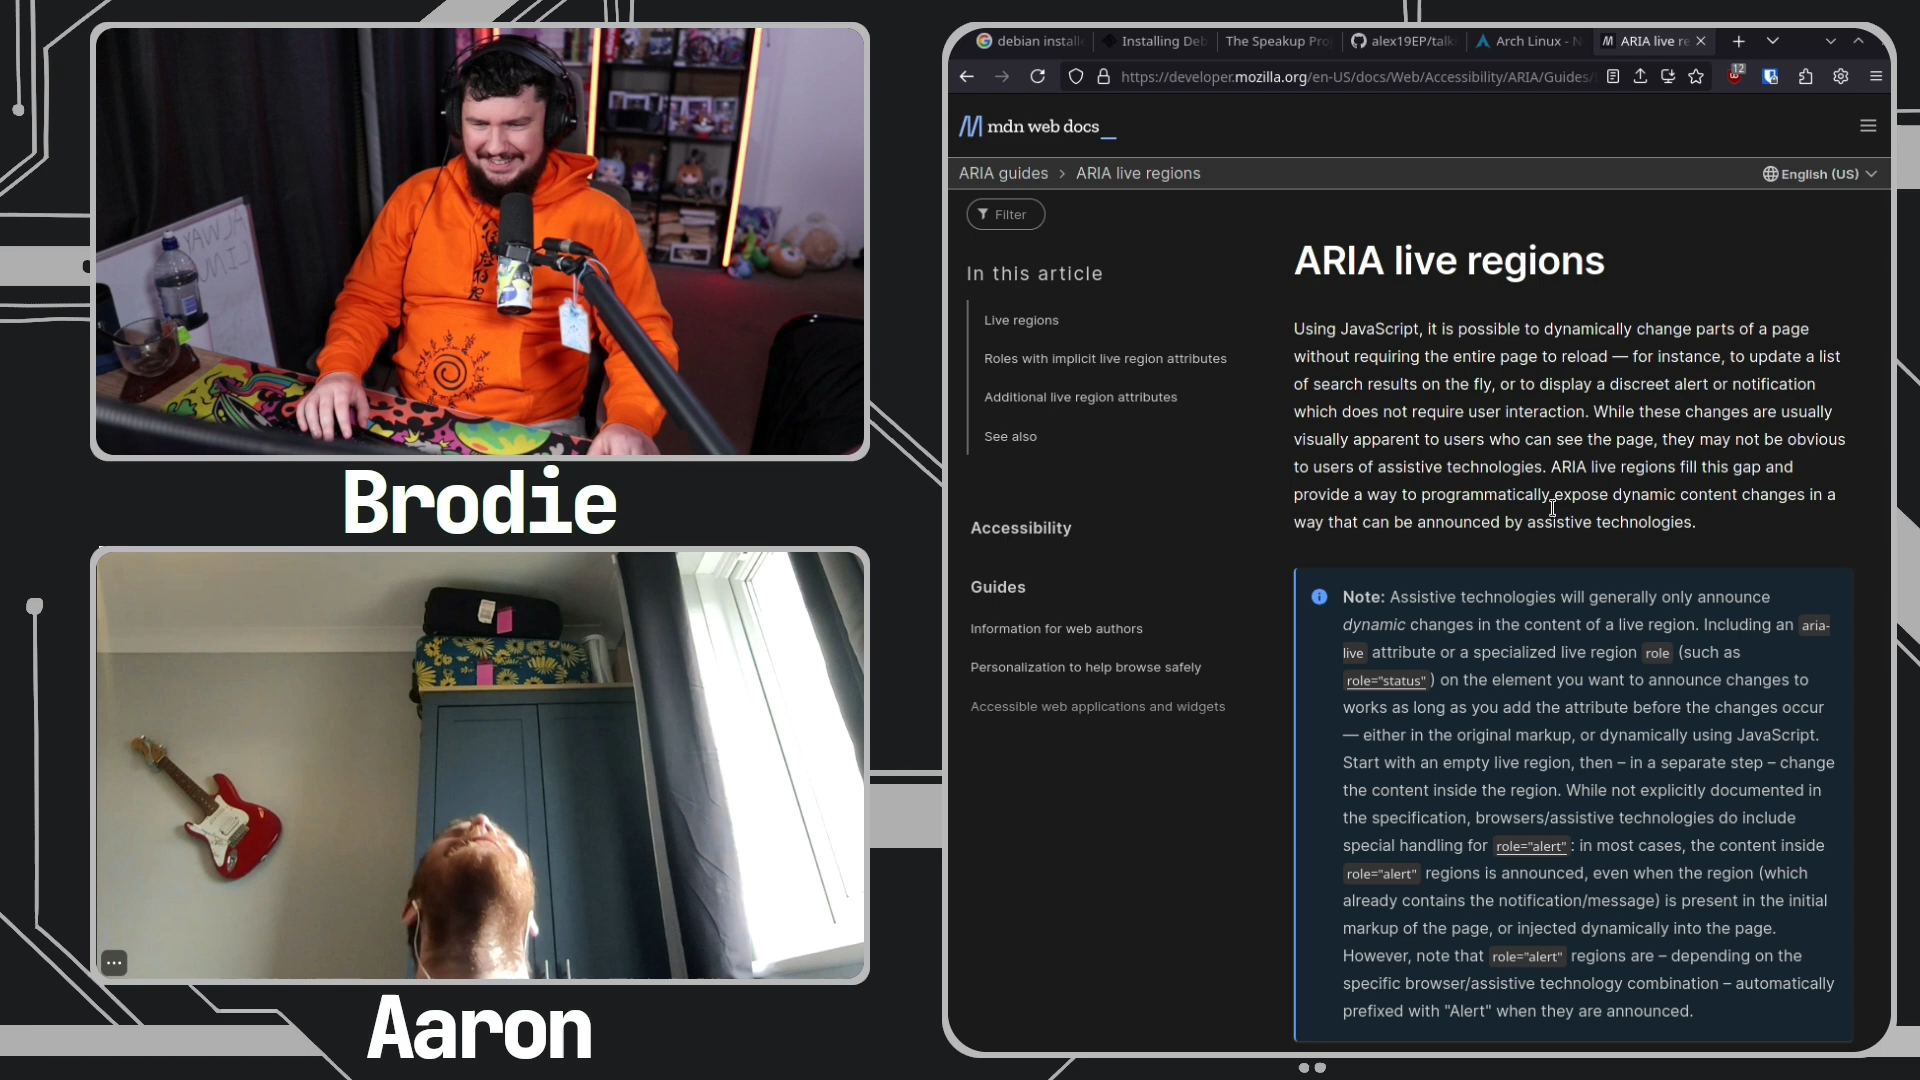 Brodie
Aaron
debian install
Installing Deb
The Speakup Pro
alex19EP/talk
Arch Linux - N
ARIA live re
https://developer.mozilla.org/en-US/docs/Web/Accessibility/ARIA/Guides/
12
mdn web docs_
ARIA guides > ARIA live regions
English (US)
Filter
In this article
Live regions
Roles with implicit live region attributes
Additional live region attributes
See also
Accessibility
Guides
Information for web authors
Personalization to help browse safely
Accessible web applications and widgets
ARIA live regions
Using JavaScript, it is possible to dynamically change parts of a page
without requiring the entire page to reload — for instance, to update a list
of search results on the fly, or to display a discreet alert or notification
which does not require user interaction. While these changes are usually
visually apparent to users who can see the page, they may not be obvious
to users of assistive technologies. ARIA live regions fill this gap and
provide a way to programmatically expose dynamic content changes in a
way that can be announced by assistive technologies.
Note: Assistive technologies will generally only announce
dynamic changes in the content of a live region. Including an aria-
live attribute or a specialized live region role (such as
role="status") on the element you want to announce changes to
works as long as you add the attribute before the changes occur
— either in the original markup, or dynamically using JavaScript.
Start with an empty live region, then – in a separate step – change
the content inside the region. While not explicitly documented in
the specification, browsers/assistive technologies do include
special handling for role="alert": in most cases, the content inside
role="alert" regions is announced, even when the region (which
already contains the notification/message) is present in the initial
markup of the page, or injected dynamically into the page.
However, note that role="alert" regions are – depending on the
specific browser/assistive technology combination – automatically
prefixed with "Alert" when they are announced.